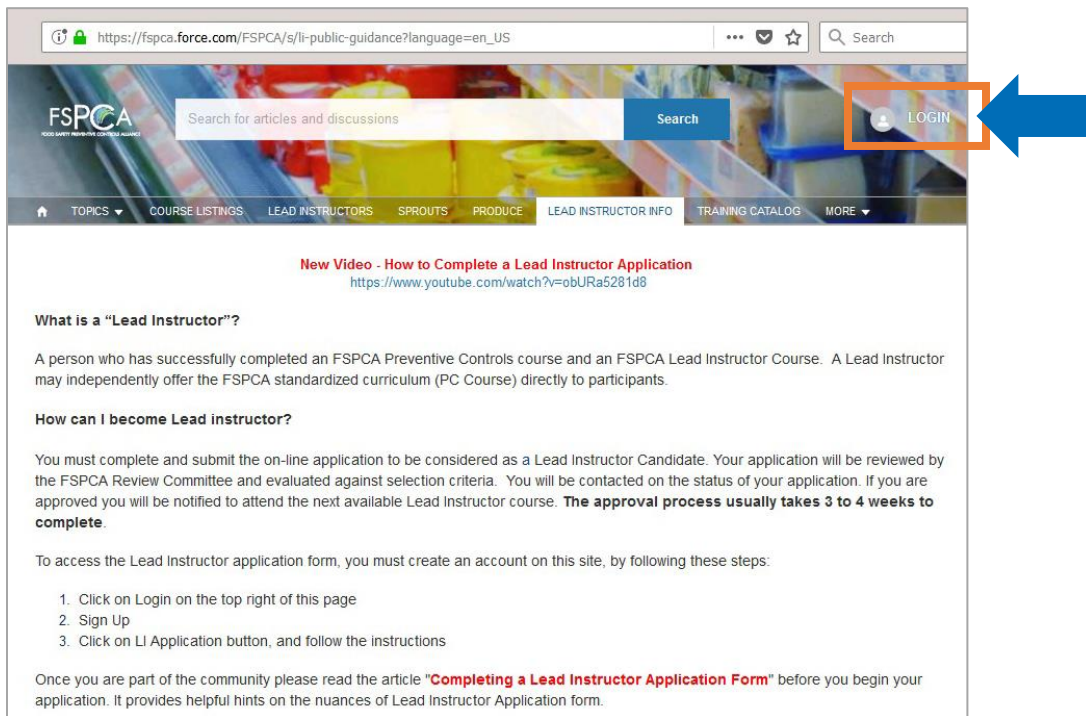 https://fspca.force.com/FSPCA/s/li-public-guidance?language=en_US
Search
FSPCA
FOOD SAFETY PREVENTIVE CONTROLS ALLIANCE
Search for articles and discussions
Search
LOGIN
TOPICS COURSE LISTINGS LEAD INSTRUCTORS SPROUTS PRODUCE LEAD INSTRUCTOR INFO TRAINING CATALOG MORE
New Video - How to Complete a Lead Instructor Application
https://www.youtube.com/watch?v=obURa5281d8
What is a “Lead Instructor”?
A person who has successfully completed an FSPCA Preventive Controls course and an FSPCA Lead Instructor Course. A Lead Instructor
may independently offer the FSPCA standardized curriculum (PC Course) directly to participants.
How can I become Lead instructor?
You must complete and submit the on-line application to be considered as a Lead Instructor Candidate. Your application will be reviewed by
the FSPCA Review Committee and evaluated against selection criteria. You will be contacted on the status of your application. If you are
approved you will be notified to attend the next available Lead Instructor course. The approval process usually takes 3 to 4 weeks to
complete.
To access the Lead Instructor application form, you must create an account on this site, by following these steps:
1. Click on Login on the top right of this page
2. Sign Up
3. Click on LI Application button, and follow the instructions
Once you are part of the community please read the article "Completing a Lead Instructor Application Form" before you begin your
application. It provides helpful hints on the nuances of Lead Instructor Application form.